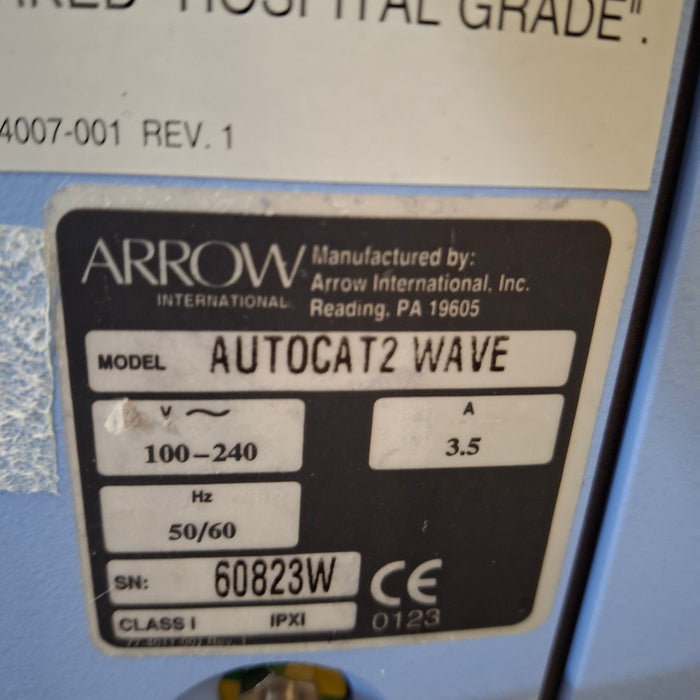 "HOSPITAL GRADE".
4007-001 REV. 1
ARROW
INTERNATIONAL
Manufactured by:
Arrow International, Inc.
Reading, PA 19605
MODEL AUTOCAT2 WAVE
V ~
100-240
A
3.5
Hz
50/60
SN: 60823W
CE
0123
CLASS I IPXI